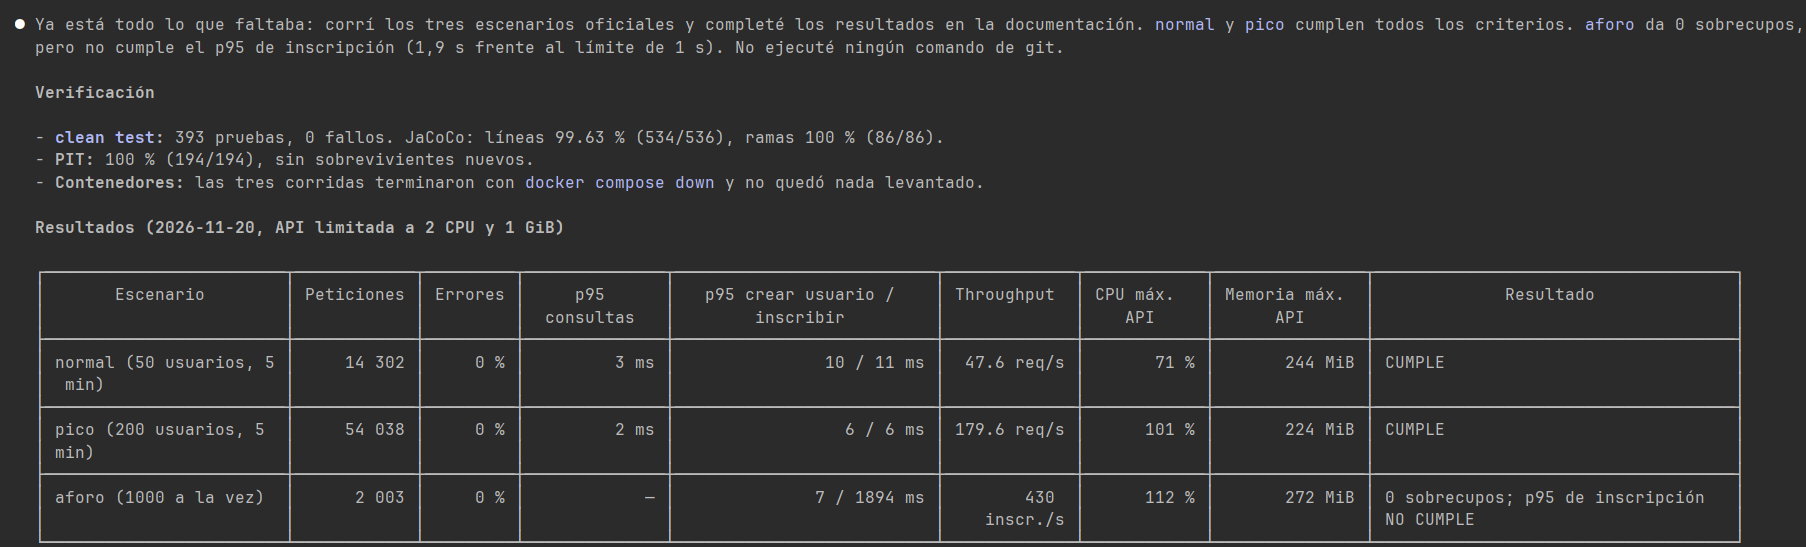 ● Ya está todo lo que faltaba: corrí los tres escenarios oficiales y completé los resultados en la documentación. normal y pico cumplen todos los criterios. aforo da 0 sobrecupos,
pero no cumple el p95 de inscripción (1,9 s frente al límite de 1 s). No ejecuté ningún comando de git.
Verificación
- clean test: 393 pruebas, 0 fallos. JaCoCo: líneas 99.63 % (534/536), ramas 100 % (86/86).
- PIT: 100 % (194/194), sin sobrevivientes nuevos.
- Contenedores: las tres corridas terminaron con docker compose down y no quedó nada levantado.
Resultados (2026-11-20, API limitada a 2 CPU y 1 GiB)
Escenario Peticiones Errores p95 p95 crear usuario / Throughput CPU máx. Memoria máx. Resultado
consultas inscribir API API
normal (50 usuarios, 5 14 302 0 % 3 ms 10 / 11 ms 47.6 req/s 71 % 244 MiB CUMPLE
min)
pico (200 usuarios, 5 54 038 0 % 2 ms 6 / 6 ms 179.6 req/s 101 % 224 MiB CUMPLE
min)
aforo (1000 a la vez) 2 003 0 % — 7 / 1894 ms 430 112 % 272 MiB 0 sobrecupos; p95 de inscripción
inscr./s NO CUMPLE